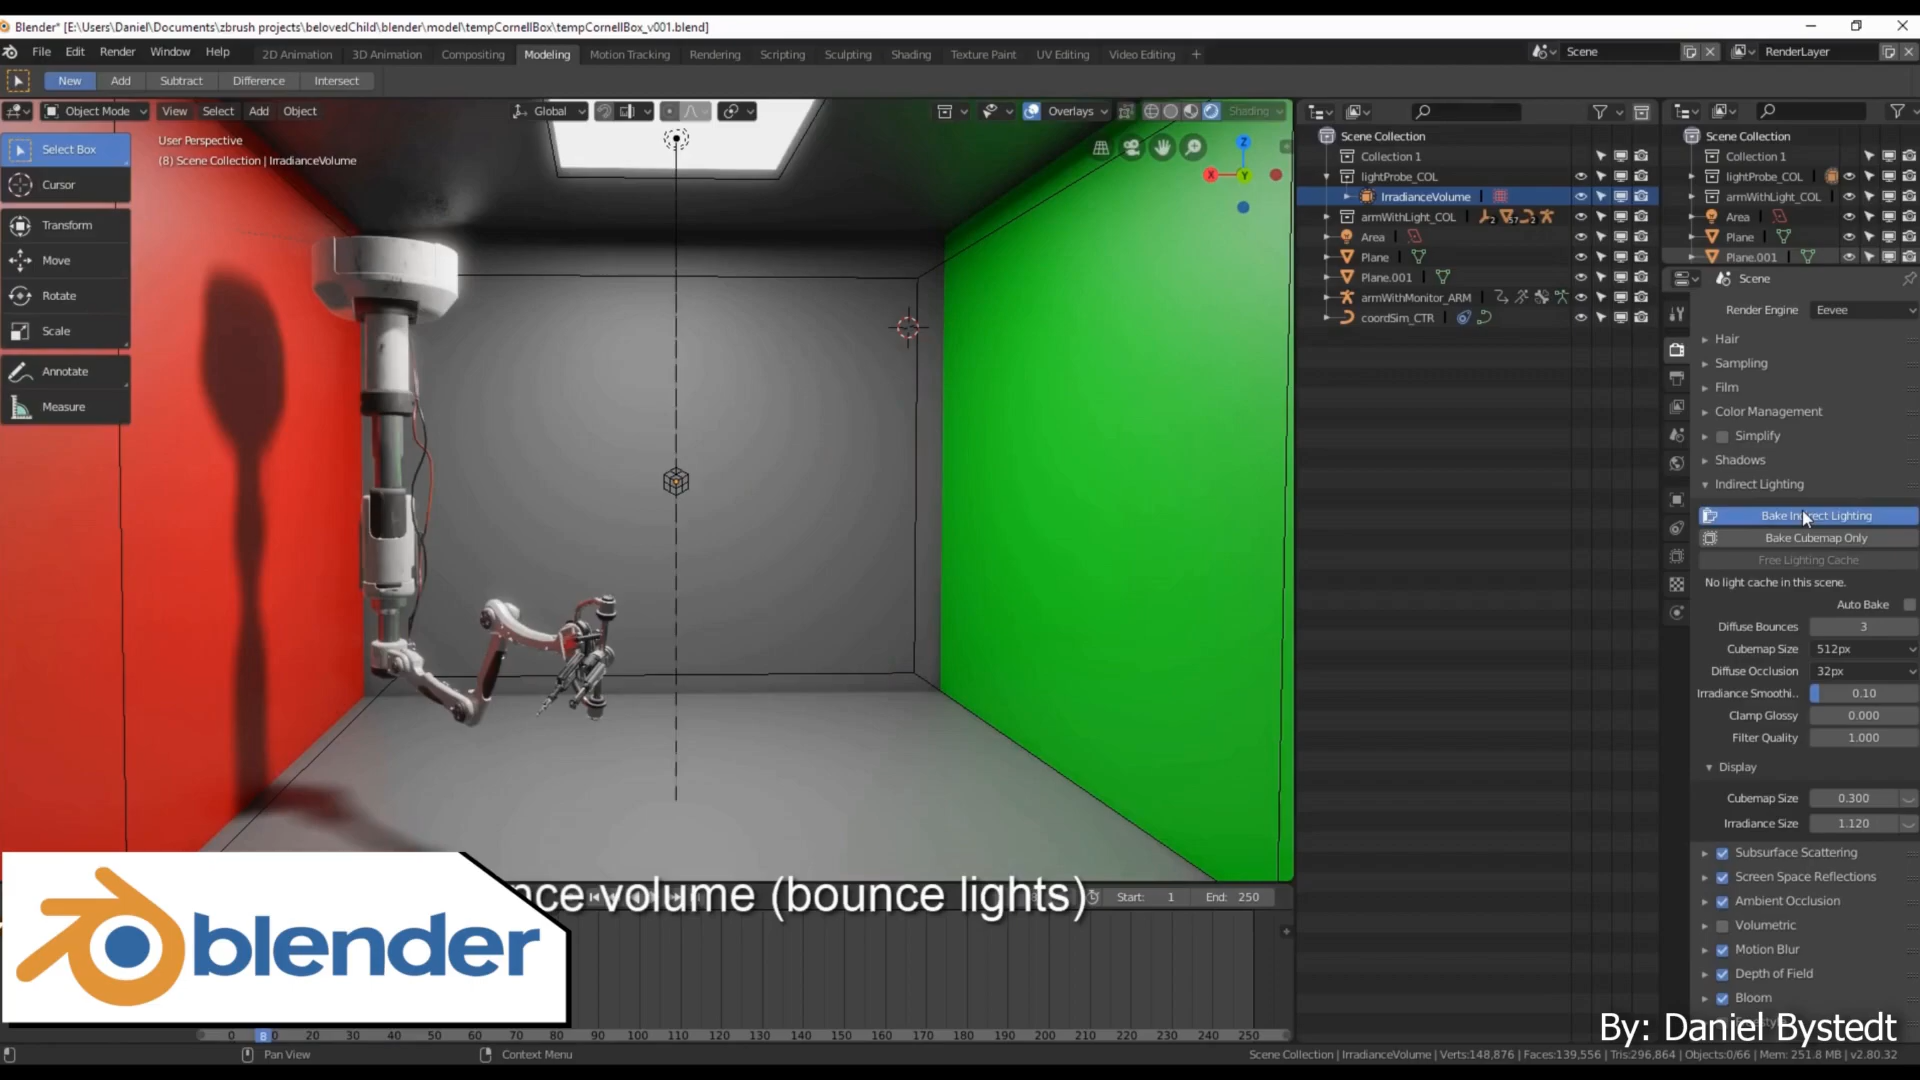 Blender* [E:\Users\Daniel\Documents\zbrush projects\belovedChild\blender\model\tempCornellBox\tempCornellBox_v001.blend]
File Edit Render Window Help 2D Animation 3D Animation Compositing Modeling Motion Tracking Rendering Scripting Sculpting Shading Texture Paint UV Editing Video Editing + Scene RenderLayer
New Add Subtract Difference Intersect
Object Mode View Select Add Object Global Overlays Shading
User Perspective
(8) Scene Collection | IrradianceVolume
Select Box
Cursor
Transform
Move
Rotate
Scale
Annotate
Measure
Z
X Y
Scene Collection
Collection 1
lightProbe_COL
IrradianceVolume
armWithLight_COL 2 57 2
Area
Plane
Plane.001
armWithMonitor_ARM
coordSim_CTR
Scene Collection
Collection 1
lightProbe_COL
armWithLight_COL
Area
Plane
Plane.001
Scene
Render Engine Eevee
Hair
Sampling
Film
Color Management
Simplify
Shadows
Indirect Lighting
Bake Indirect Lighting
Bake Cubemap Only
Free Lighting Cache
No light cache in this scene.
Auto Bake
Diffuse Bounces 3
Cubemap Size 512px
Diffuse Occlusion 32px
Irradiance Smoothi.. 0.10
Clamp Glossy 0.000
Filter Quality 1.000
Display
Cubemap Size 0.300
Irradiance Size 1.120
Subsurface Scattering
Screen Space Reflections
Ambient Occlusion
Volumetric
Motion Blur
Depth of Field
Bloom
nce volume (bounce lights)
Start: 1 End: 250
blender
0 8 20 30 40 50 60 70 80 90 100 110 120 130 140 150 160 170 180 190 200 210 220 230 240 250
By: Daniel Bystedt
Pan View Context Menu
Scene Collection | IrradianceVolume | Verts:148,876 | Faces:139,556 | Tris:296,864 | Objects:0/66 | Mem: 251.8 MB | v2.80.32